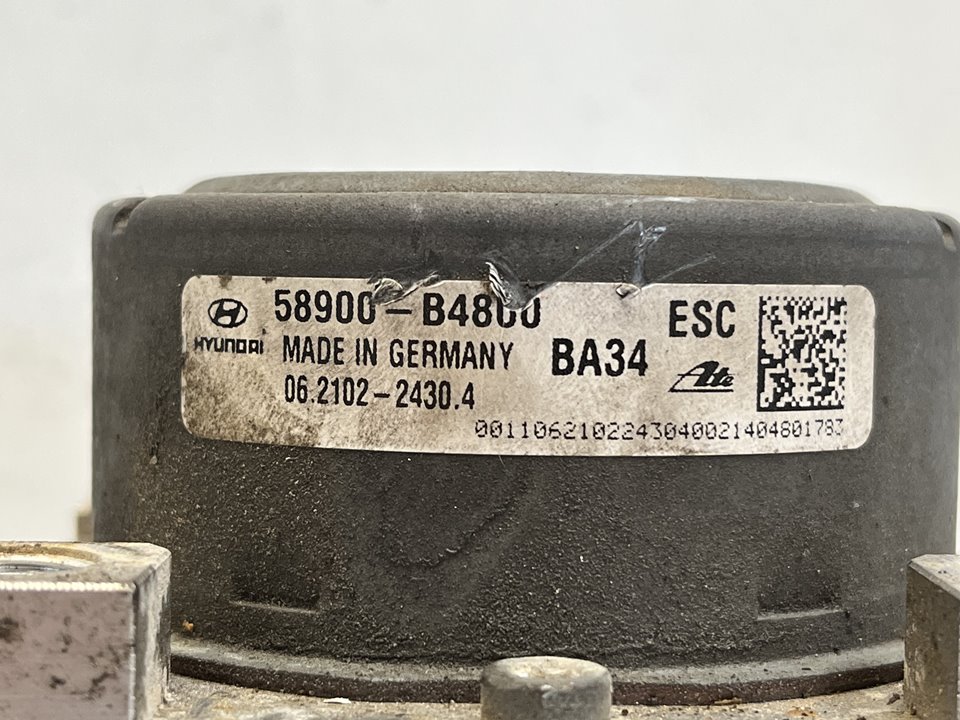 58900-B4800
ESC
HYUNDAI
MADE IN GERMANY
BA34
Ate
06.2102-2430.4
0011062102243040021404801783